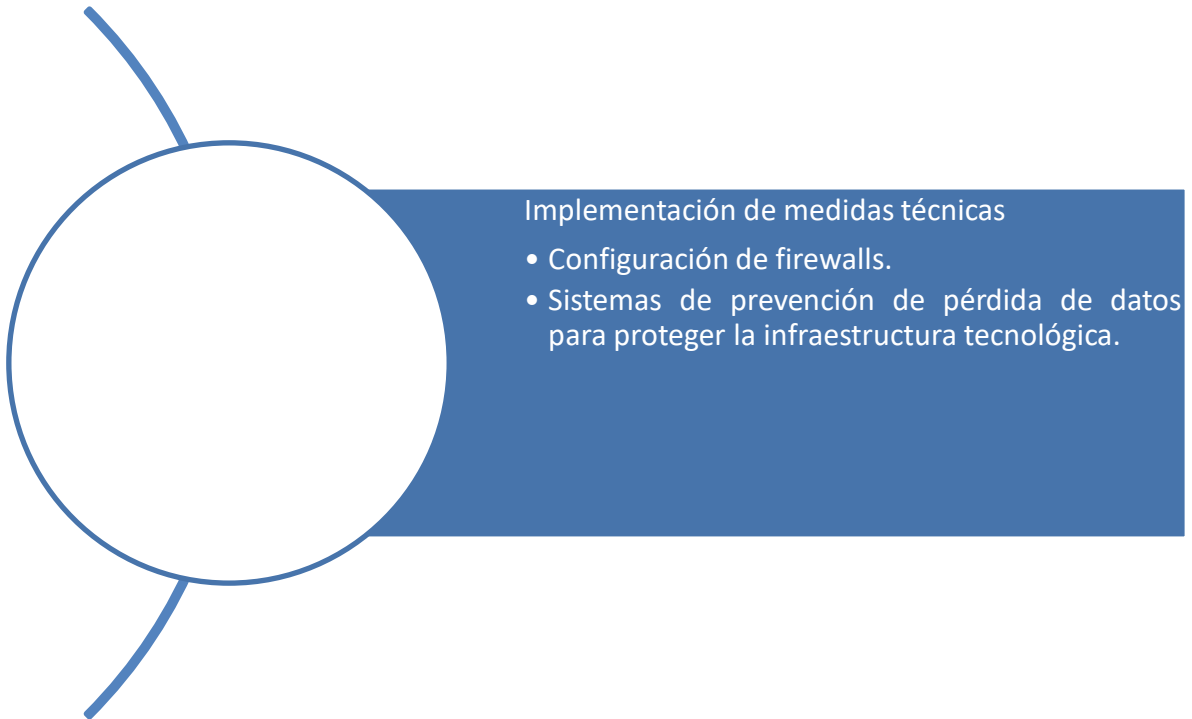 Implementación de medidas técnicas
• Configuración de firewalls.
• Sistemas de prevención de pérdida de datos
para proteger la infraestructura tecnológica.